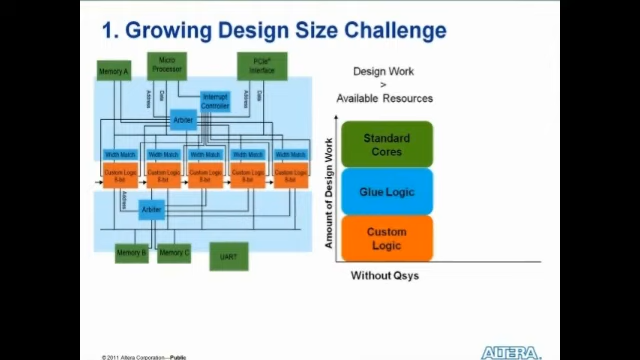 1. Growing Design Size Challenge
Memory A
Micro
Processor
Interface
Address
Data
Address
Data
Interrupt
Controller
Arbiter
Width Match
Width Match
Width Match
Width Match
Width Match
Custom Logic
Custom Logic
Custom Logic
Custom Logic
Custom Logic
Address
Arbiter
Memory B
Memory C
UART
Design Work
>
Available Resources
Amount of Design Work
Standard
Cores
Glue Logic
Custom
Logic
Without Qsys
© 2011 Altera Corporation—Public
ALTERA